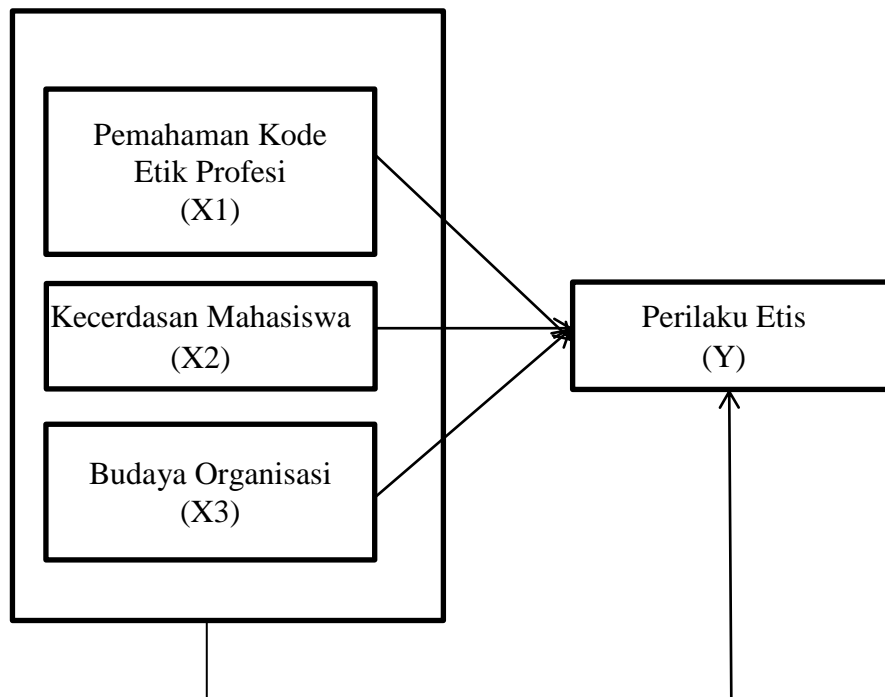 Pemahaman Kode
Etik Profesi
(X1)
Kecerdasan Mahasiswa
(X2)
Budaya Organisasi
(X3)
Perilaku Etis
(Y)